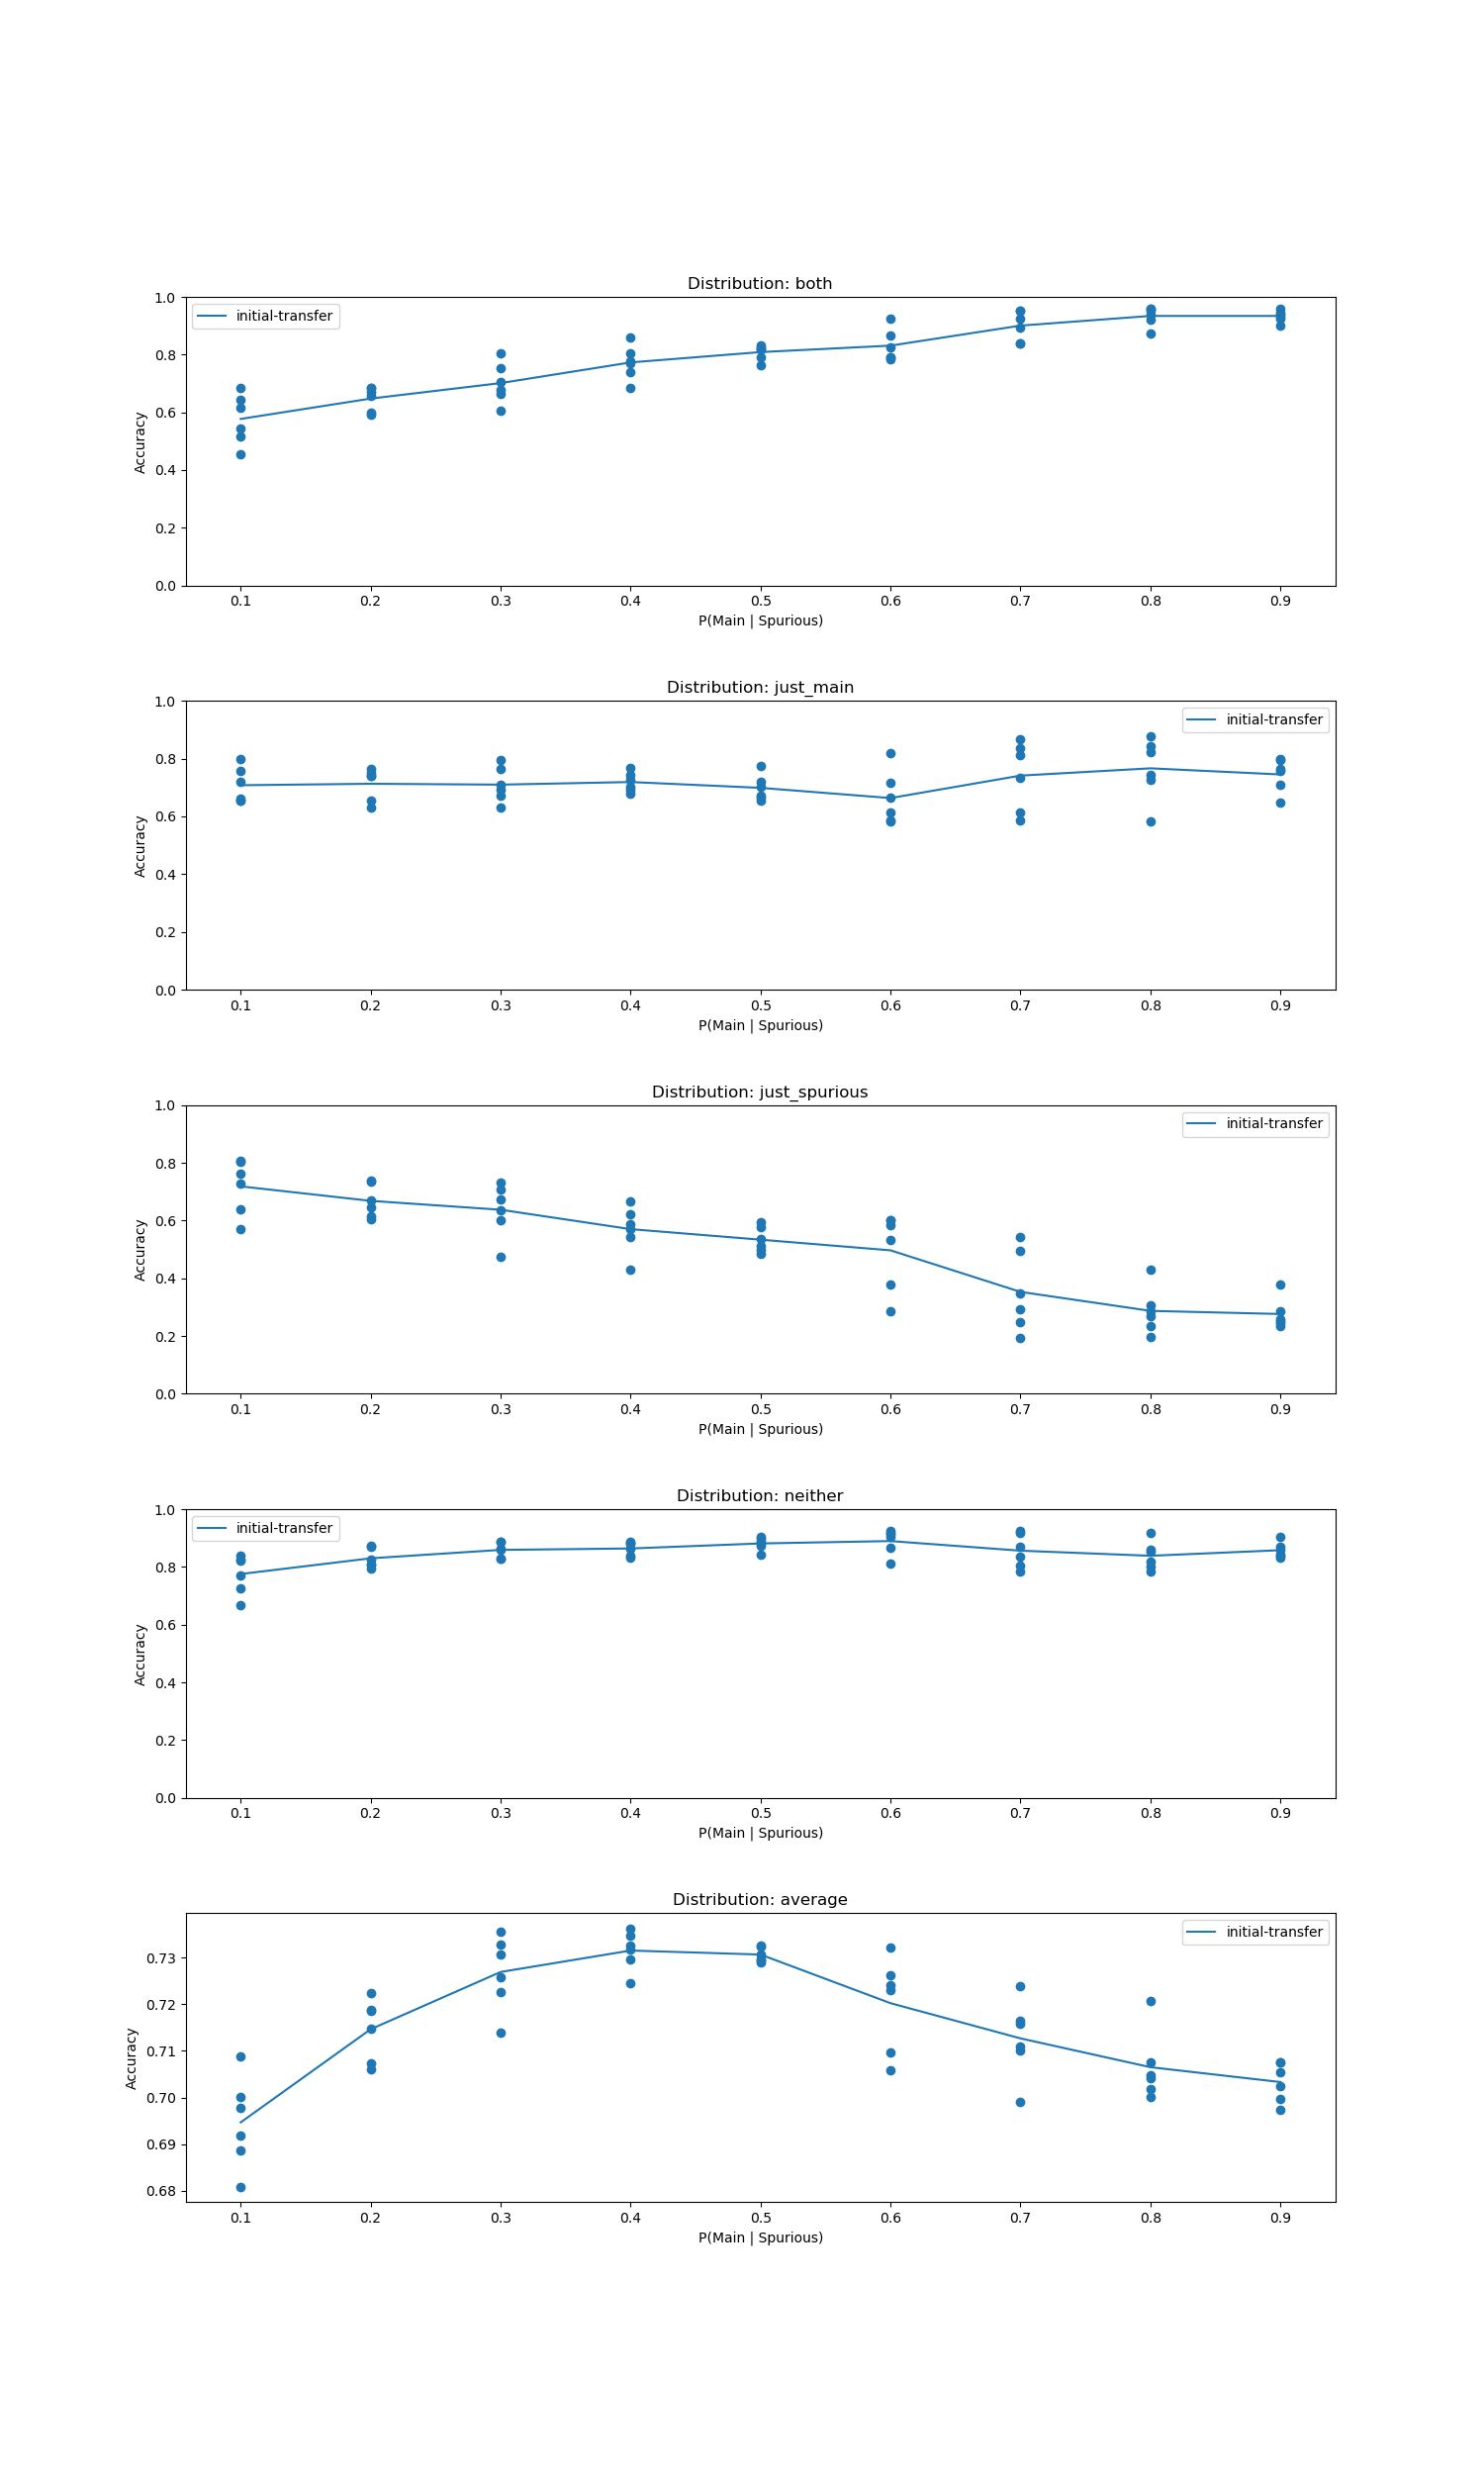 Distribution: both
initial-transfer
1.0
0.8
0.6
0.4
0.2
0.0
Accuracy
0.1 0.2 0.3 0.4 0.5 0.6 0.7 0.8 0.9
P(Main | Spurious)
Distribution: just_main
initial-transfer
1.0
0.8
0.6
0.4
0.2
0.0
Accuracy
0.1 0.2 0.3 0.4 0.5 0.6 0.7 0.8 0.9
P(Main | Spurious)
Distribution: just_spurious
initial-transfer
1.0
0.8
0.6
0.4
0.2
0.0
Accuracy
0.1 0.2 0.3 0.4 0.5 0.6 0.7 0.8 0.9
P(Main | Spurious)
Distribution: neither
initial-transfer
1.0
0.8
0.6
0.4
0.2
0.0
Accuracy
0.1 0.2 0.3 0.4 0.5 0.6 0.7 0.8 0.9
P(Main | Spurious)
Distribution: average
initial-transfer
0.73
0.72
0.71
0.70
0.69
0.68
Accuracy
0.1 0.2 0.3 0.4 0.5 0.6 0.7 0.8 0.9
P(Main | Spurious)